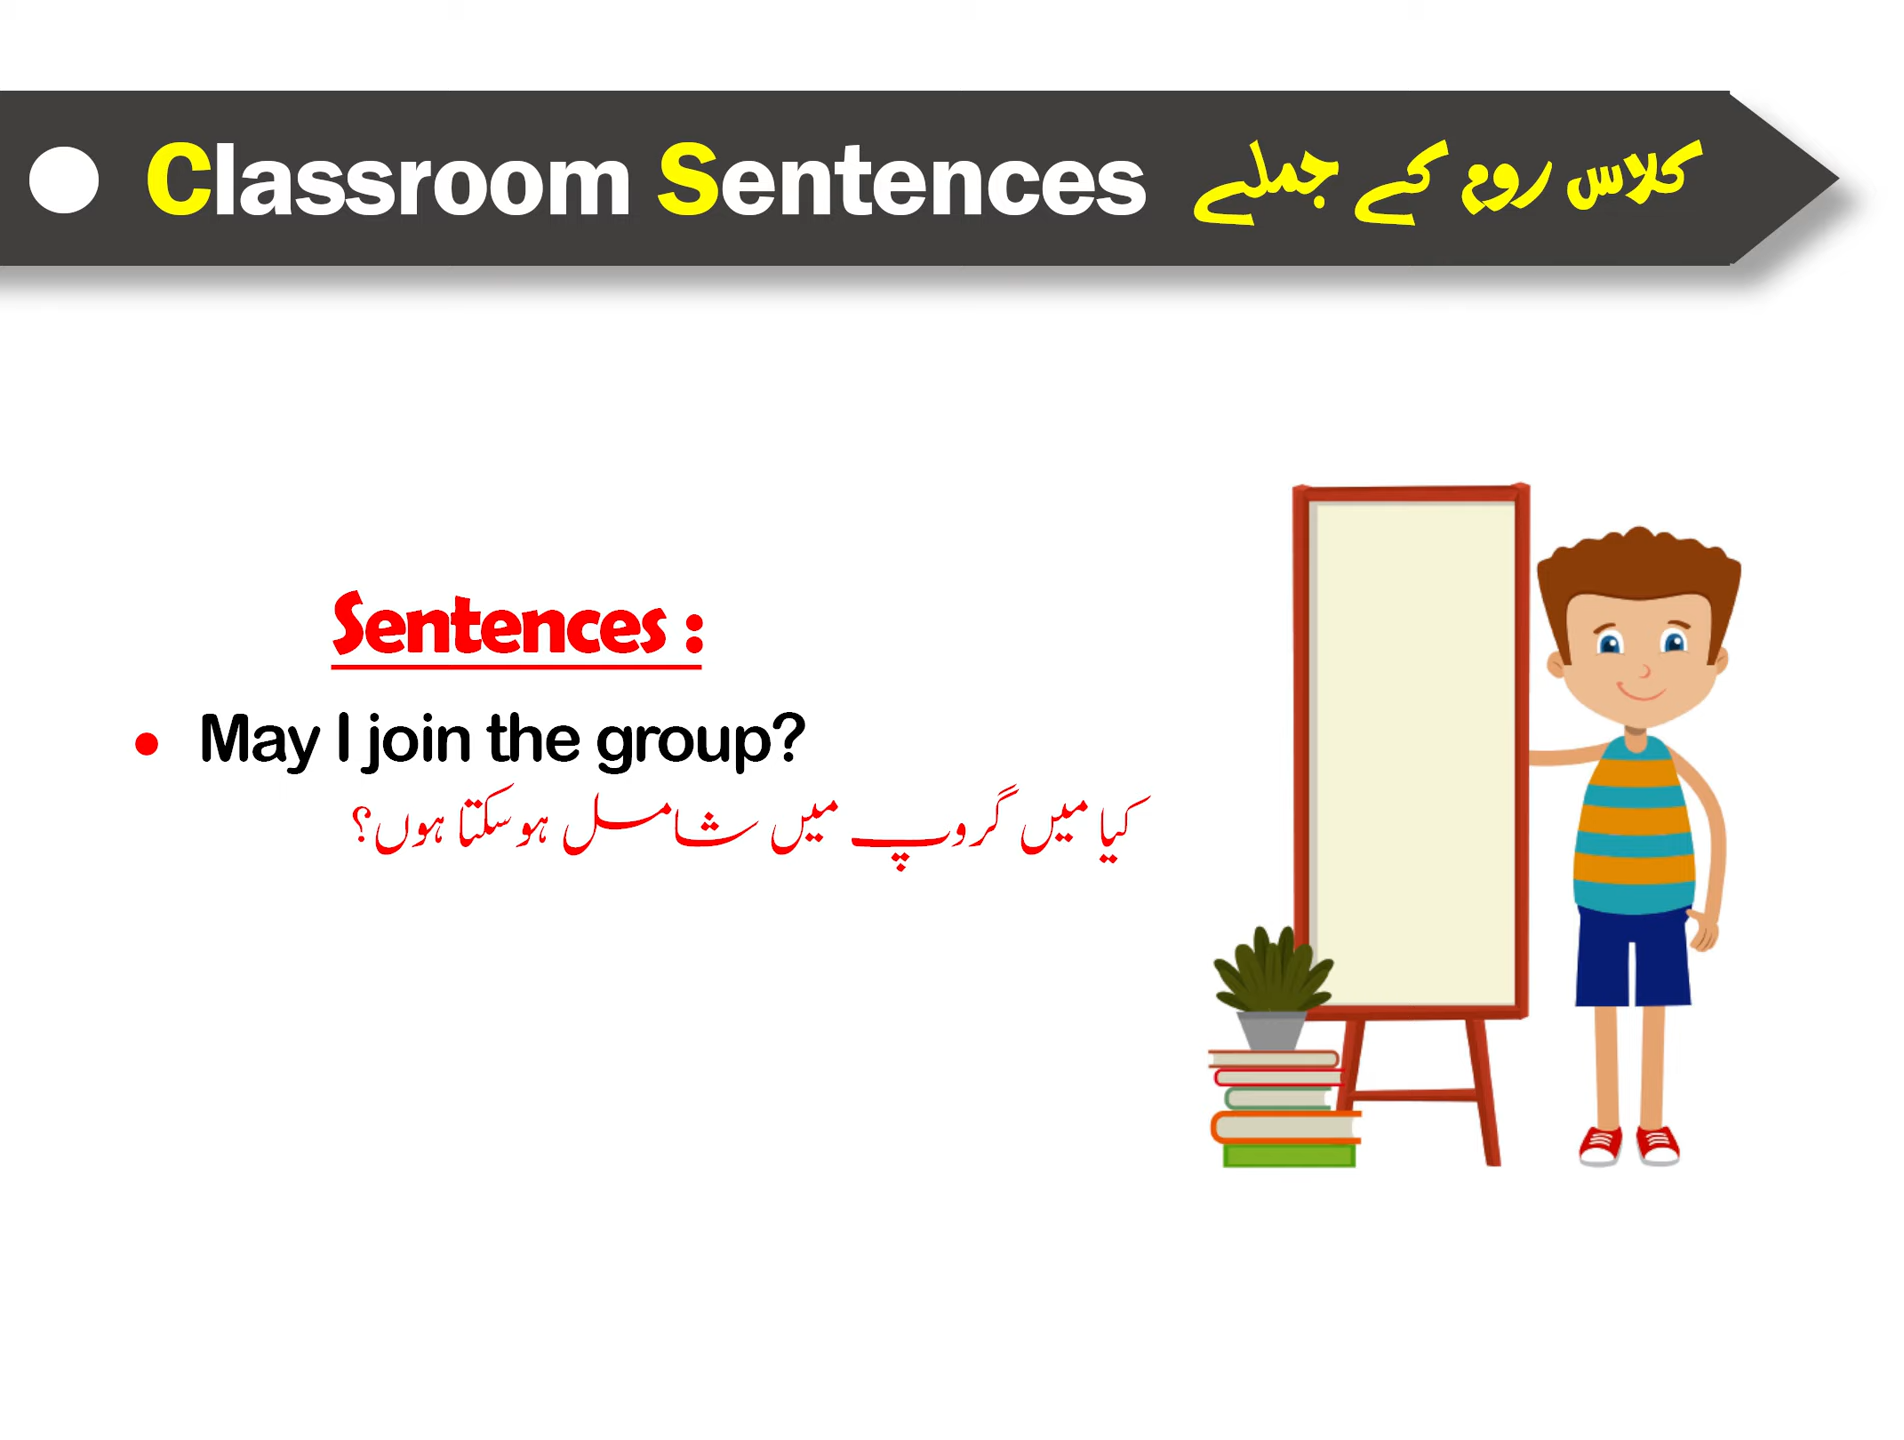 Classroom Sentences کلاس روم کے جملے
Sentences :
• May I join the group?
کیا میں گروپ میں شامل ہو سکتا ہوں؟